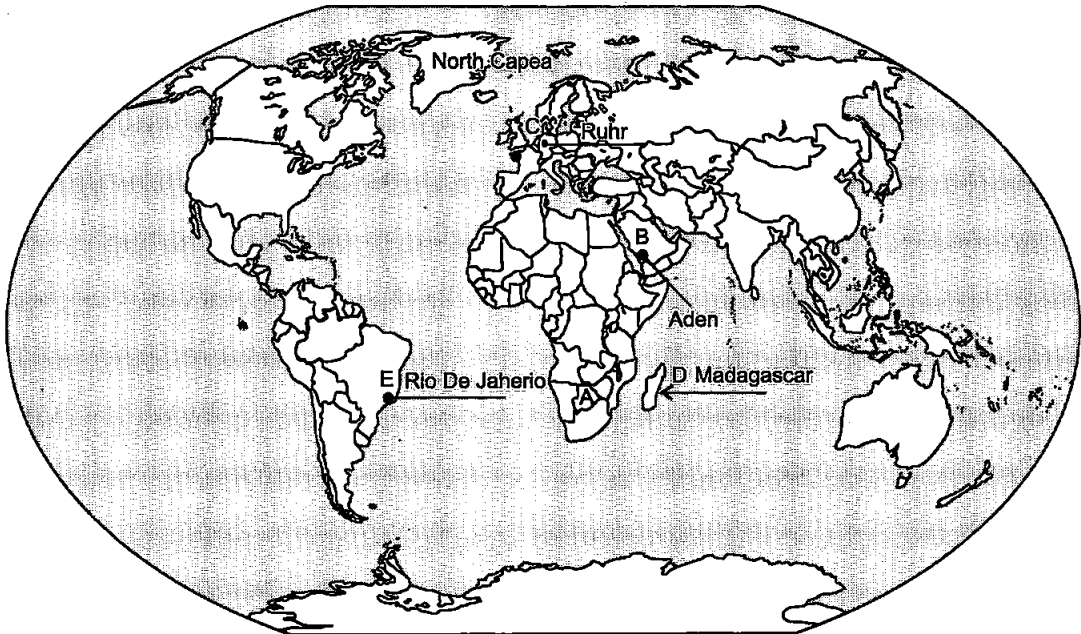 North Capea
C Ruhr
B
Aden
E Rio De Jaherio
D Madagascar
A